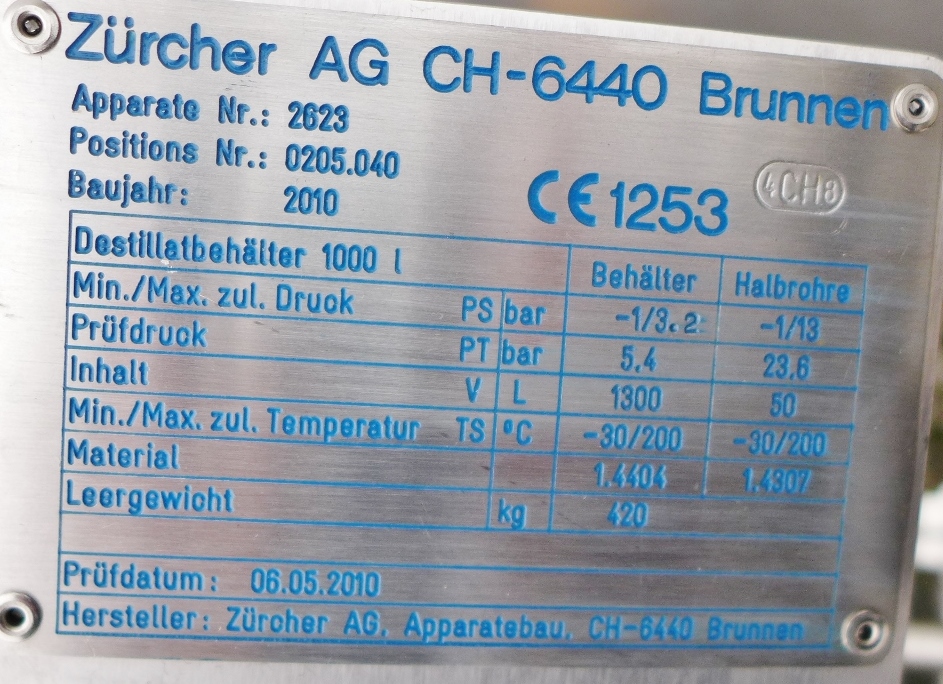 Zürcher AG CH-6440 Brunnen
Apparate Nr.: 2623
Positions Nr.: 0205.040
Baujahr: 2010
CE 1253
4CH8
Destillatbehälter 1000 l Behälter Halbrohre
Min./Max. zul. Druck PS bar -1/3.2 -1/13
Prüfdruck PT bar 5,4 23,6
Inhalt V L 1300 50
Min./Max. zul. Temperatur TS °C -30/200 -30/200
Material 1.4404 1.4307
Leergewicht kg 420
Prüfdatum: 06.05.2010
Hersteller: Zürcher AG, Apparatebau, CH-6440 Brunnen